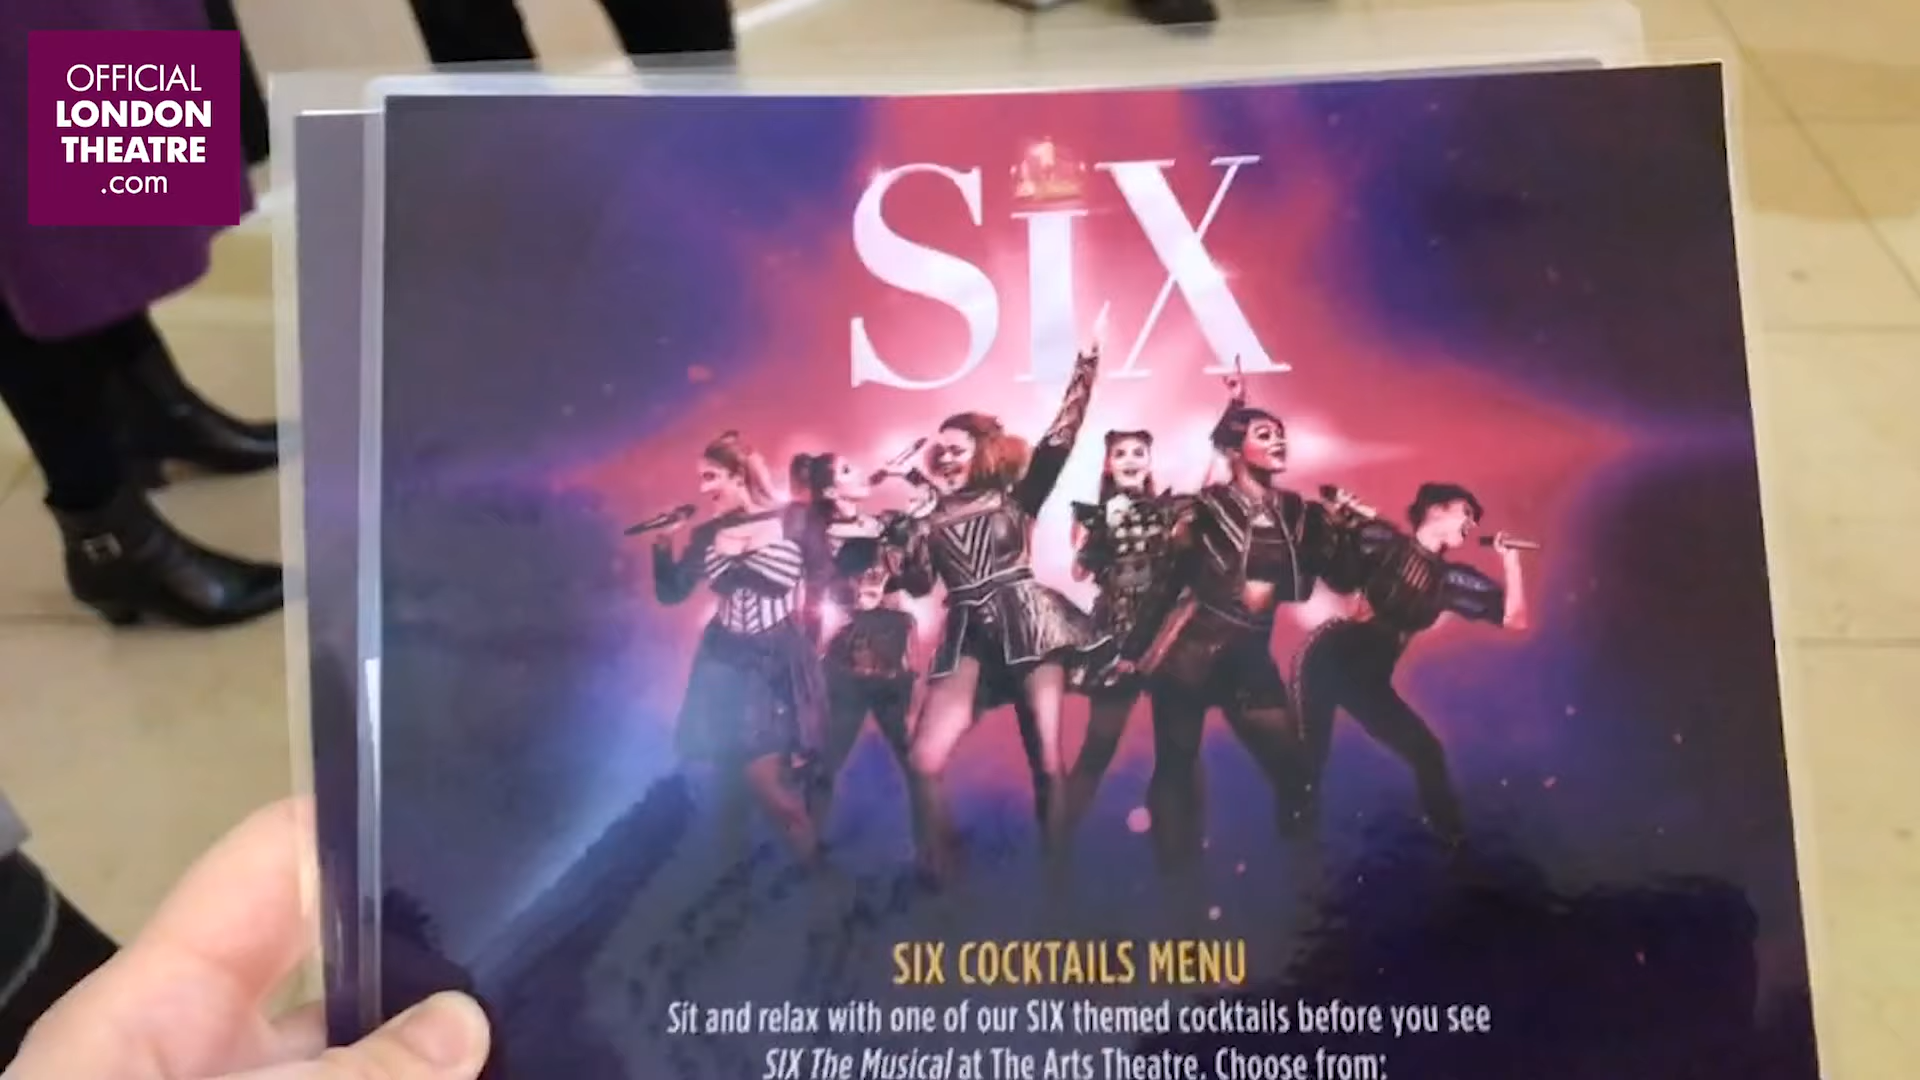 OFFICIAL
LONDON
THEATRE
.com
SIX
SIX COCKTAILS MENU
Sit and relax with one of our SIX themed cocktails before you see
SIX The Musical at The Arts Theatre. Choose from: